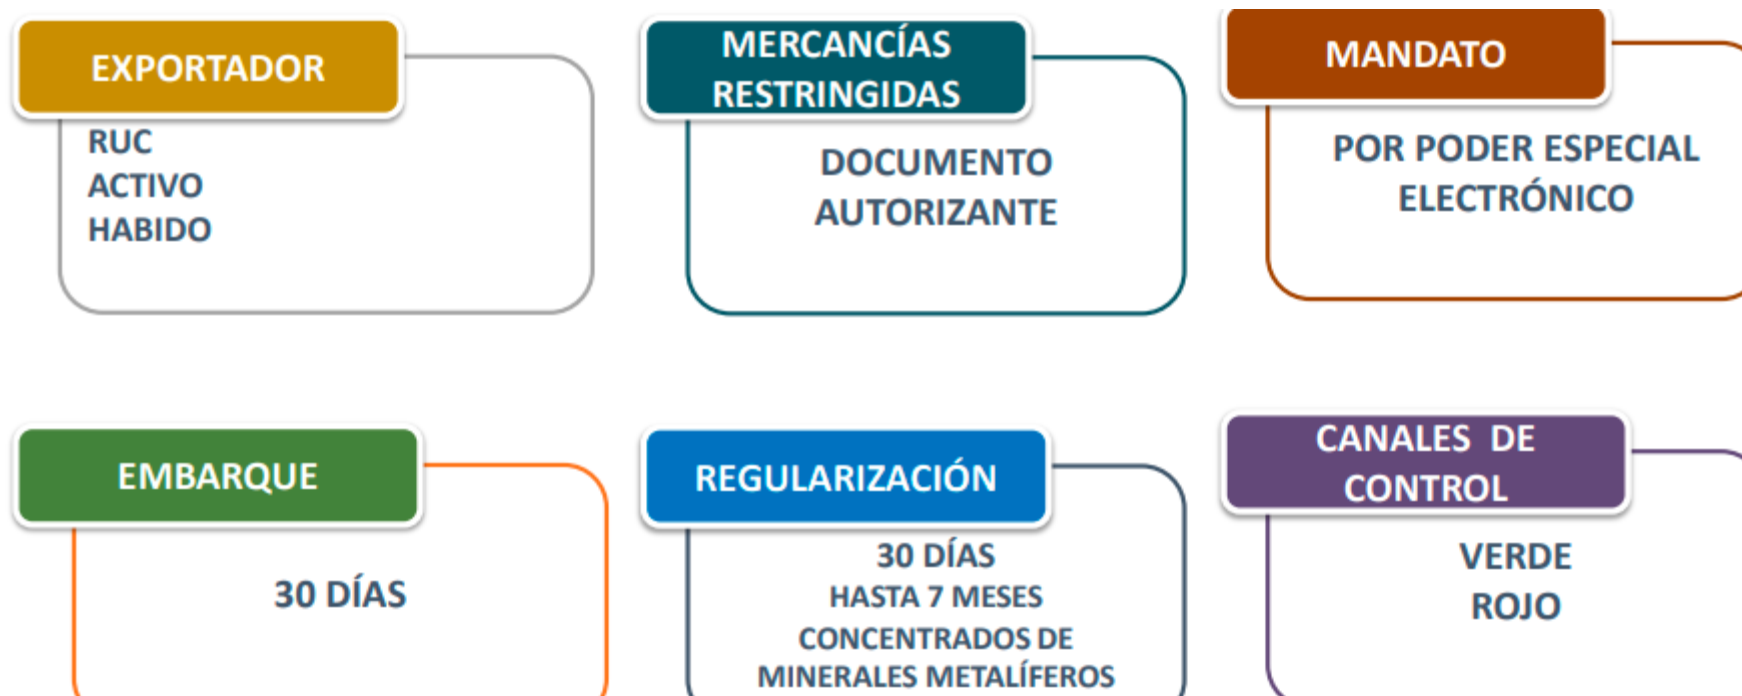 EXPORTADOR
RUC
ACTIVO
HABIDO
MERCANCÍAS
RESTRINGIDAS
DOCUMENTO
AUTORIZANTE
MANDATO
POR PODER ESPECIAL
ELECTRÓNICO
EMBARQUE
30 DÍAS
REGULARIZACIÓN
30 DÍAS
HASTA 7 MESES
CONCENTRADOS DE
MINERALES METALÍFEROS
CANALES DE
CONTROL
VERDE
ROJO